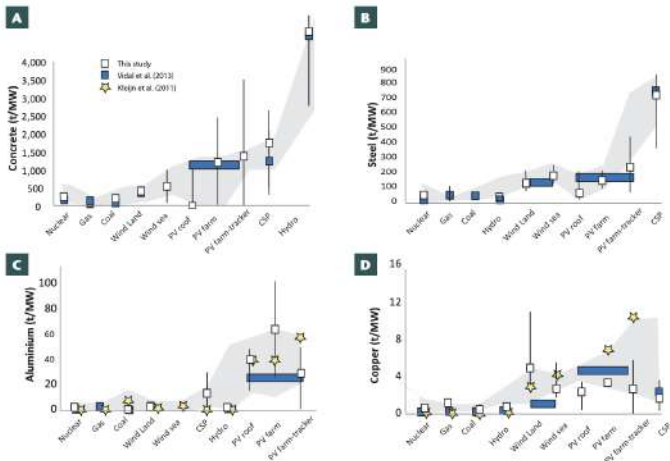 A
Concrete (t/MW)
4,000
3,500
3,000
2,500
2,000
1,500
1,000
500
0
This study
Vidal et al. (2013)
Kleijn et al. (2011)
Nuclear
Gas
Coal
Wind Land
Wind sea
PV roof
PV farm
PV farm-tracker
CSP
Hydro
B
Steel (t/MW)
900
800
700
600
500
400
300
200
100
0
Nuclear
Gas
Coal
Hydro
Wind Land
Wind sea
PV roof
PV farm
PV farm-tracker
CSP
C
Aluminium (t/MW)
100
80
60
40
20
0
Nuclear
Gas
Coal
Wind Land
Wind sea
CSP
Hydro
PV roof
PV farm
PV farm-tracker
D
Copper (t/MW)
16
12
8
4
0
Nuclear
Gas
Coal
Hydro
Wind Land
Wind sea
PV roof
PV farm
PV farm-tracker
CSP